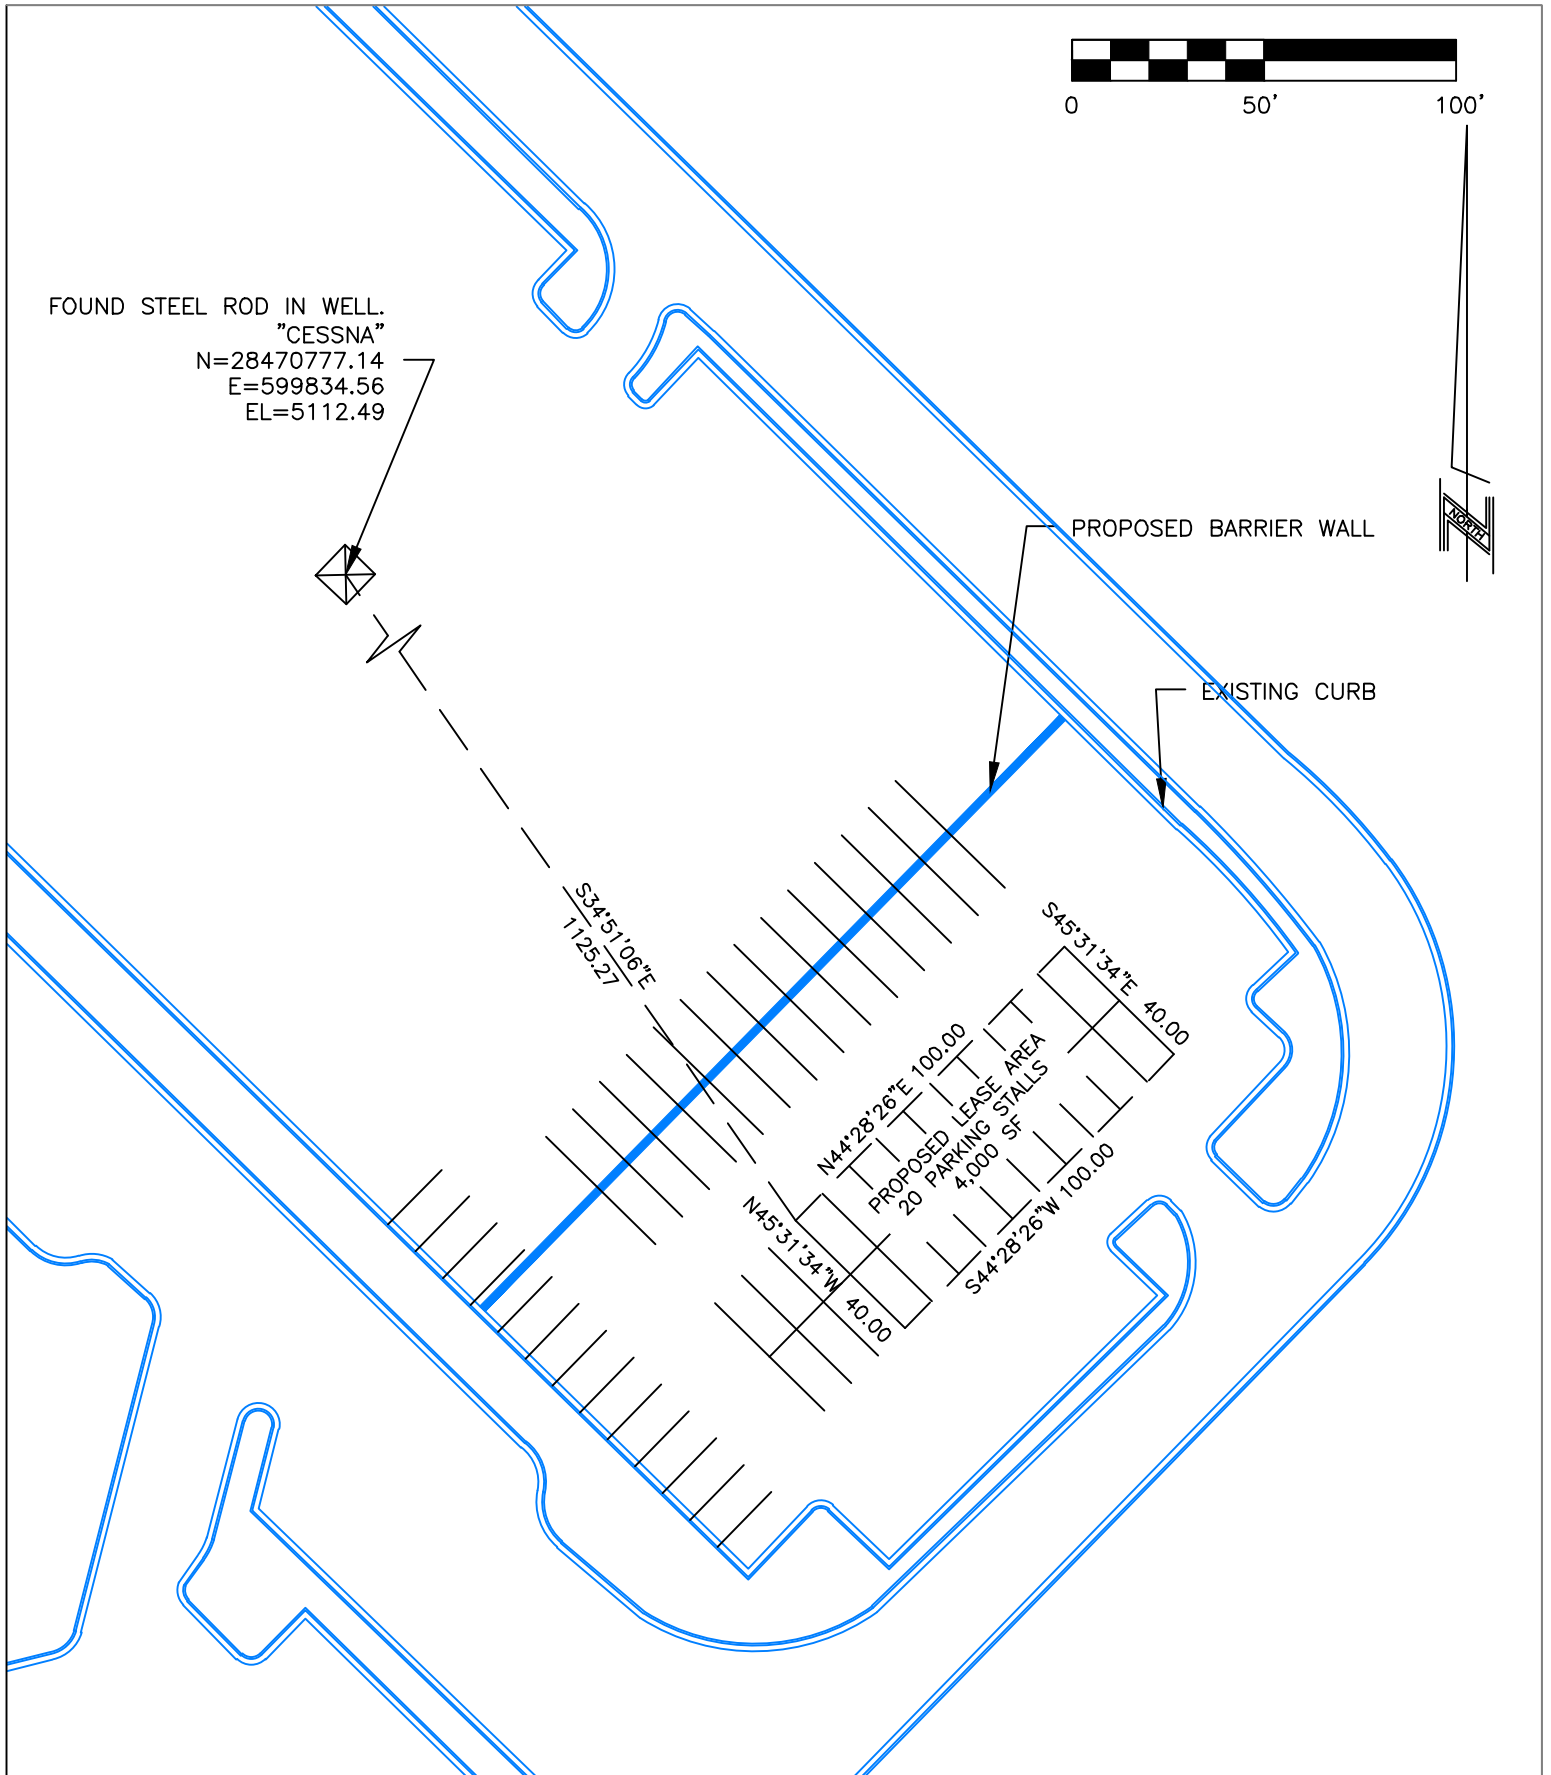 0 50' 100'
FOUND STEEL ROD IN WELL.
"CESSNA"
N=28470777.14
E=599834.56
EL=5112.49
NORTH
PROPOSED BARRIER WALL
EXISTING CURB
S34°51'06"E
1125.27
S45°31'34"E 40.00
N44°28'26"E 100.00
PROPOSED LEASE AREA
20 PARKING STALLS
4,000 SF
S44°28'26"W 100.00
N45°31'34"W 40.00